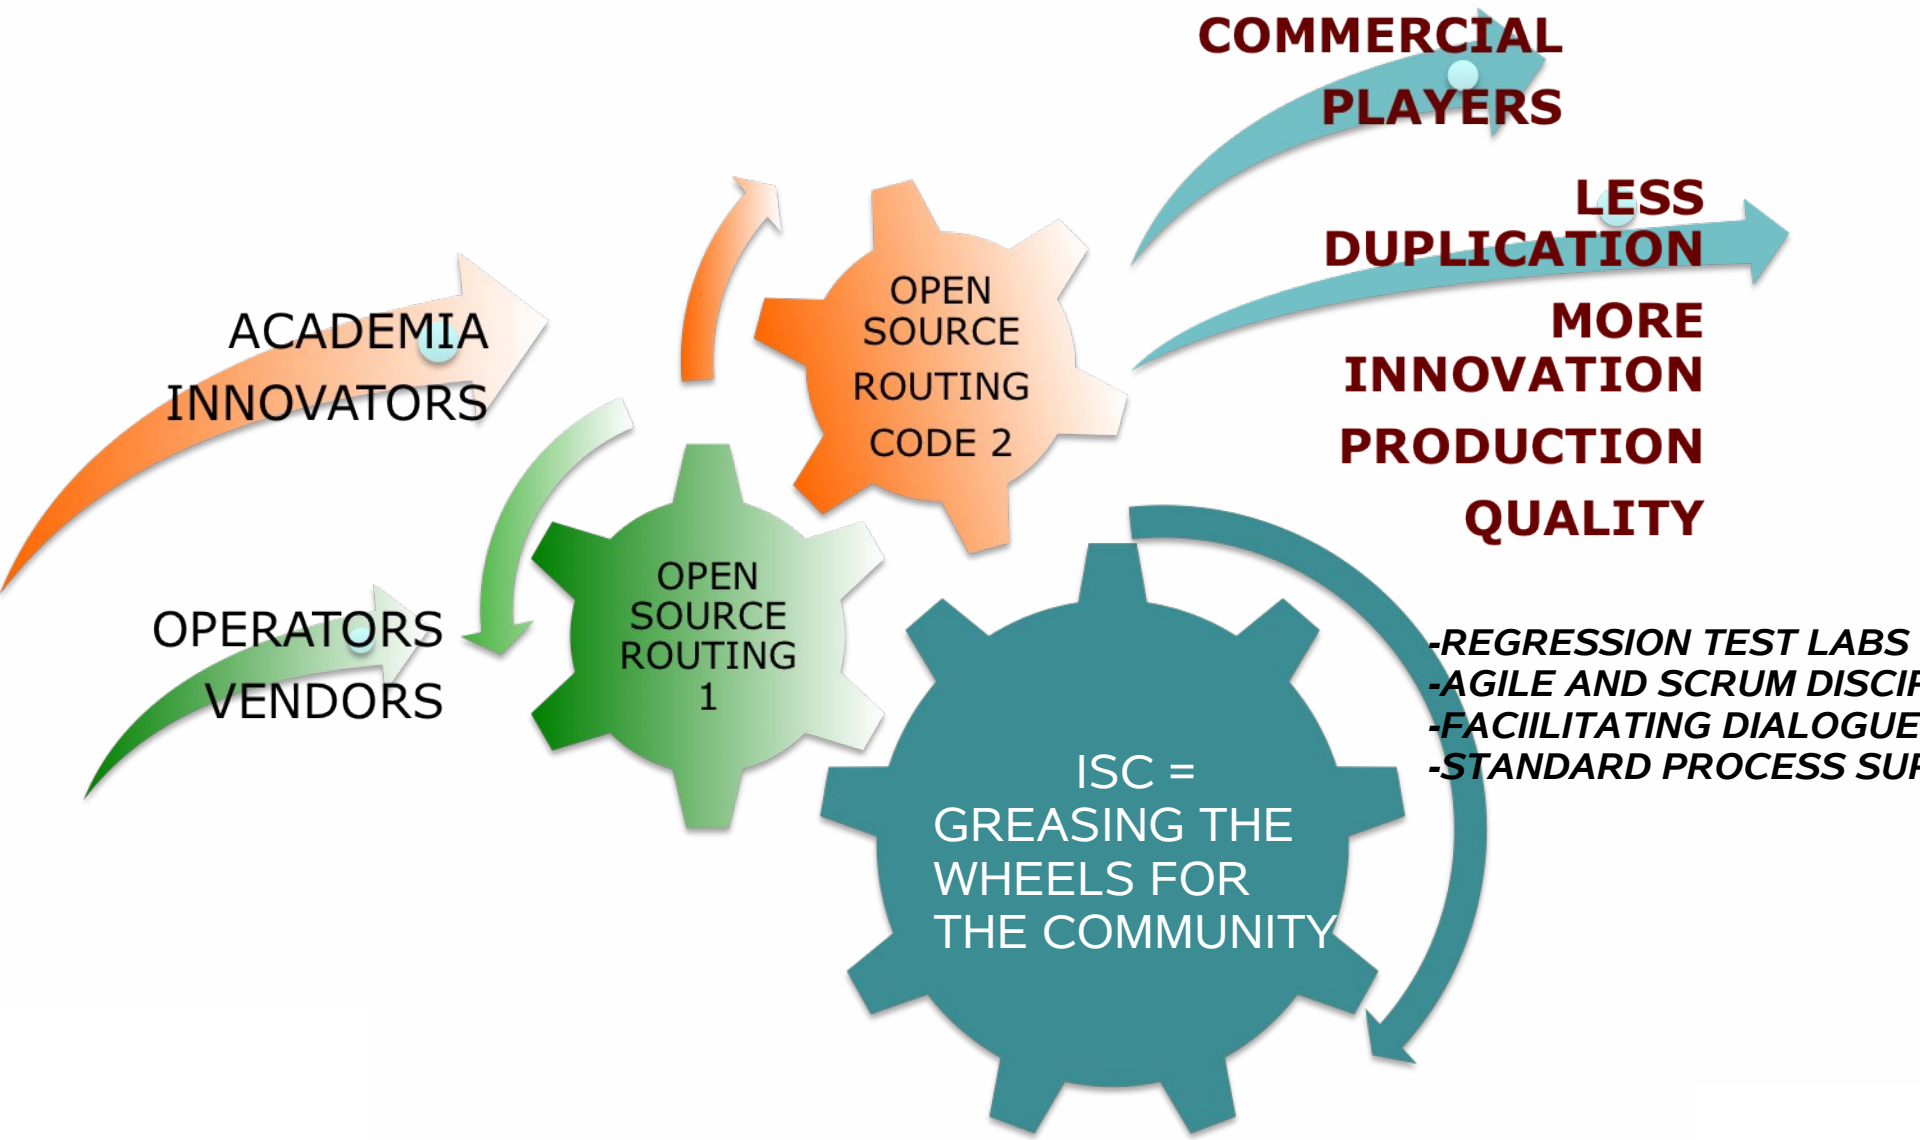 COMMERCIAL
PLAYERS
LESS
DUPLICATION
MORE
INNOVATION
PRODUCTION
QUALITY
ACADEMIA
INNOVATORS
OPEN
SOURCE
ROUTING
CODE 2
OPERATORS
VENDORS
OPEN
SOURCE
ROUTING
1
-REGRESSION TEST LABS
-AGILE AND SCRUM
-FACIILITATING DIALOGUE
-STANDARD PROCESS
ISC =
GREASING THE
WHEELS FOR
THE COMMUNITY